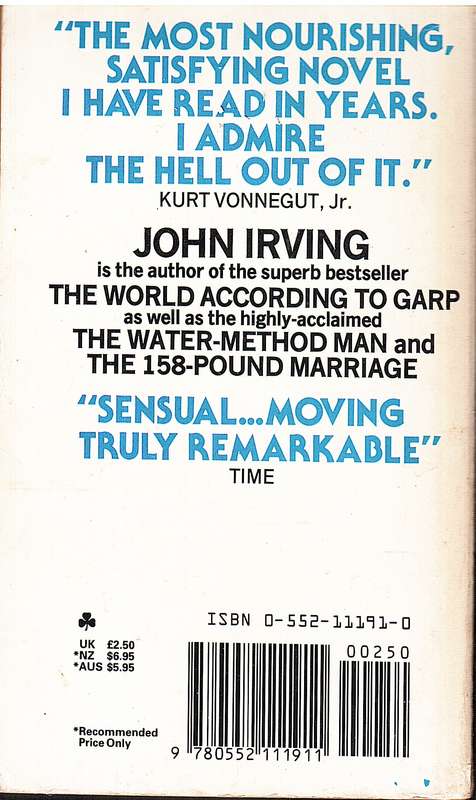 “THE MOST NOURISHING,
SATISFYING NOVEL
I HAVE READ IN YEARS.
I ADMIRE
THE HELL OUT OF IT.”
KURT VONNEGUT, Jr.
JOHN IRVING
is the author of the superb bestseller
THE WORLD ACCORDING TO GARP
as well as the highly-acclaimed
THE WATER-METHOD MAN and
THE 158-POUND MARRIAGE
“SENSUAL...MOVING
TRULY REMARKABLE”
TIME
ISBN 0-552-11191-0
UK £2.50
*NZ $6.95
*AUS $5.95
00250
*Recommended
Price Only
9 780552 111911